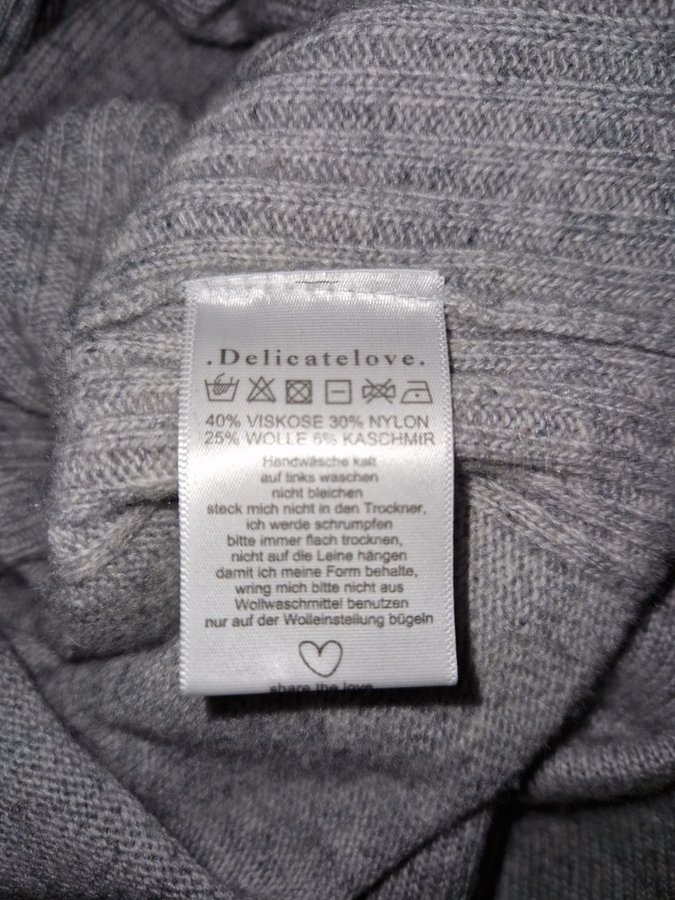 .Delicatelove.
40% VISKOSE 30% NYLON
25% WOLLE 5% KASCHMIR
Handwäsche kalt
auf links waschen
nicht bleichen
steck mich nicht in den Trockner,
ich werde schrumpfen
bitte immer flach trocknen,
nicht auf die Leine hängen
damit ich meine Form behalte,
wring mich bitte nicht aus
Wollwaschmittel benutzen
nur auf der Wolleinstellung bügeln
share the love